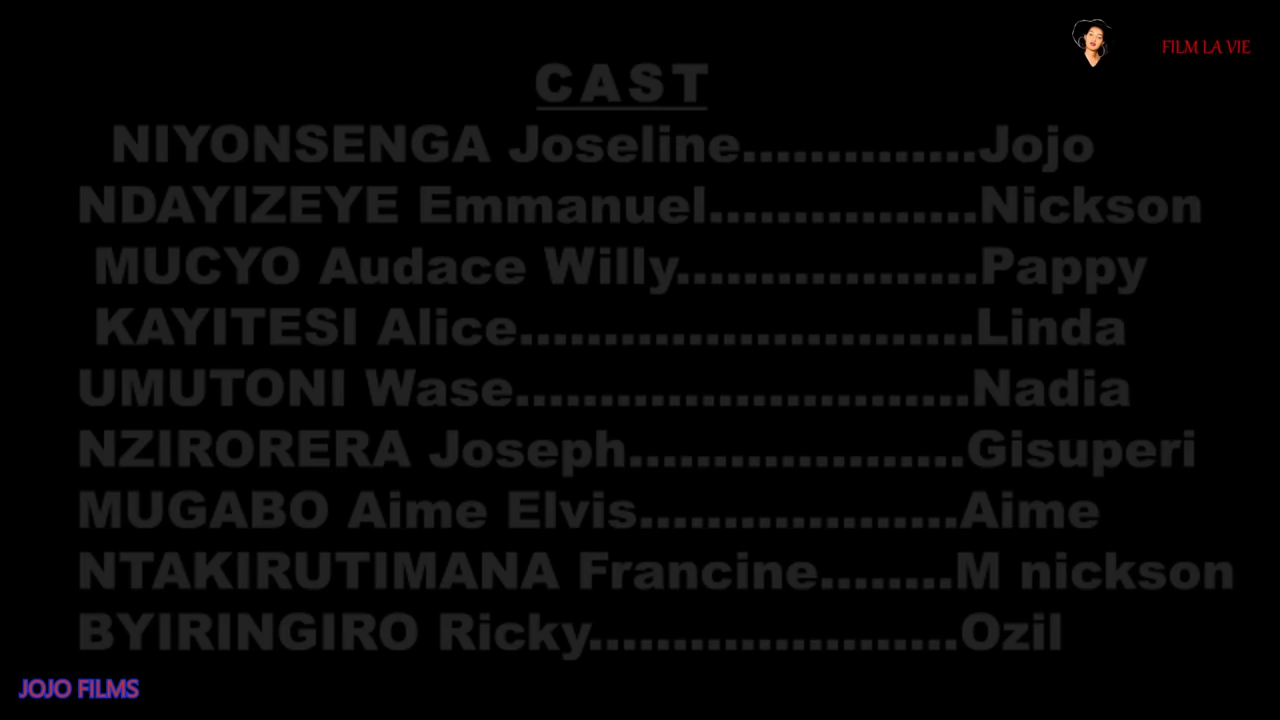 FILM LA VIE
CAST
NIYONSENGA Joseline..............Jojo
NDAYIZEYE Emmanuel................Nickson
MUCYO Audace Willy..................Pappy
KAYITESI Alice...........................Linda
UMUTONI Wase...........................Nadia
NZIRORERA Joseph....................Gisuperi
MUGABO Aime Elvis...................Aime
NTAKIRUTIMANA Francine........M nickson
BYIRINGIRO Ricky......................Ozil
JOJO FILMS